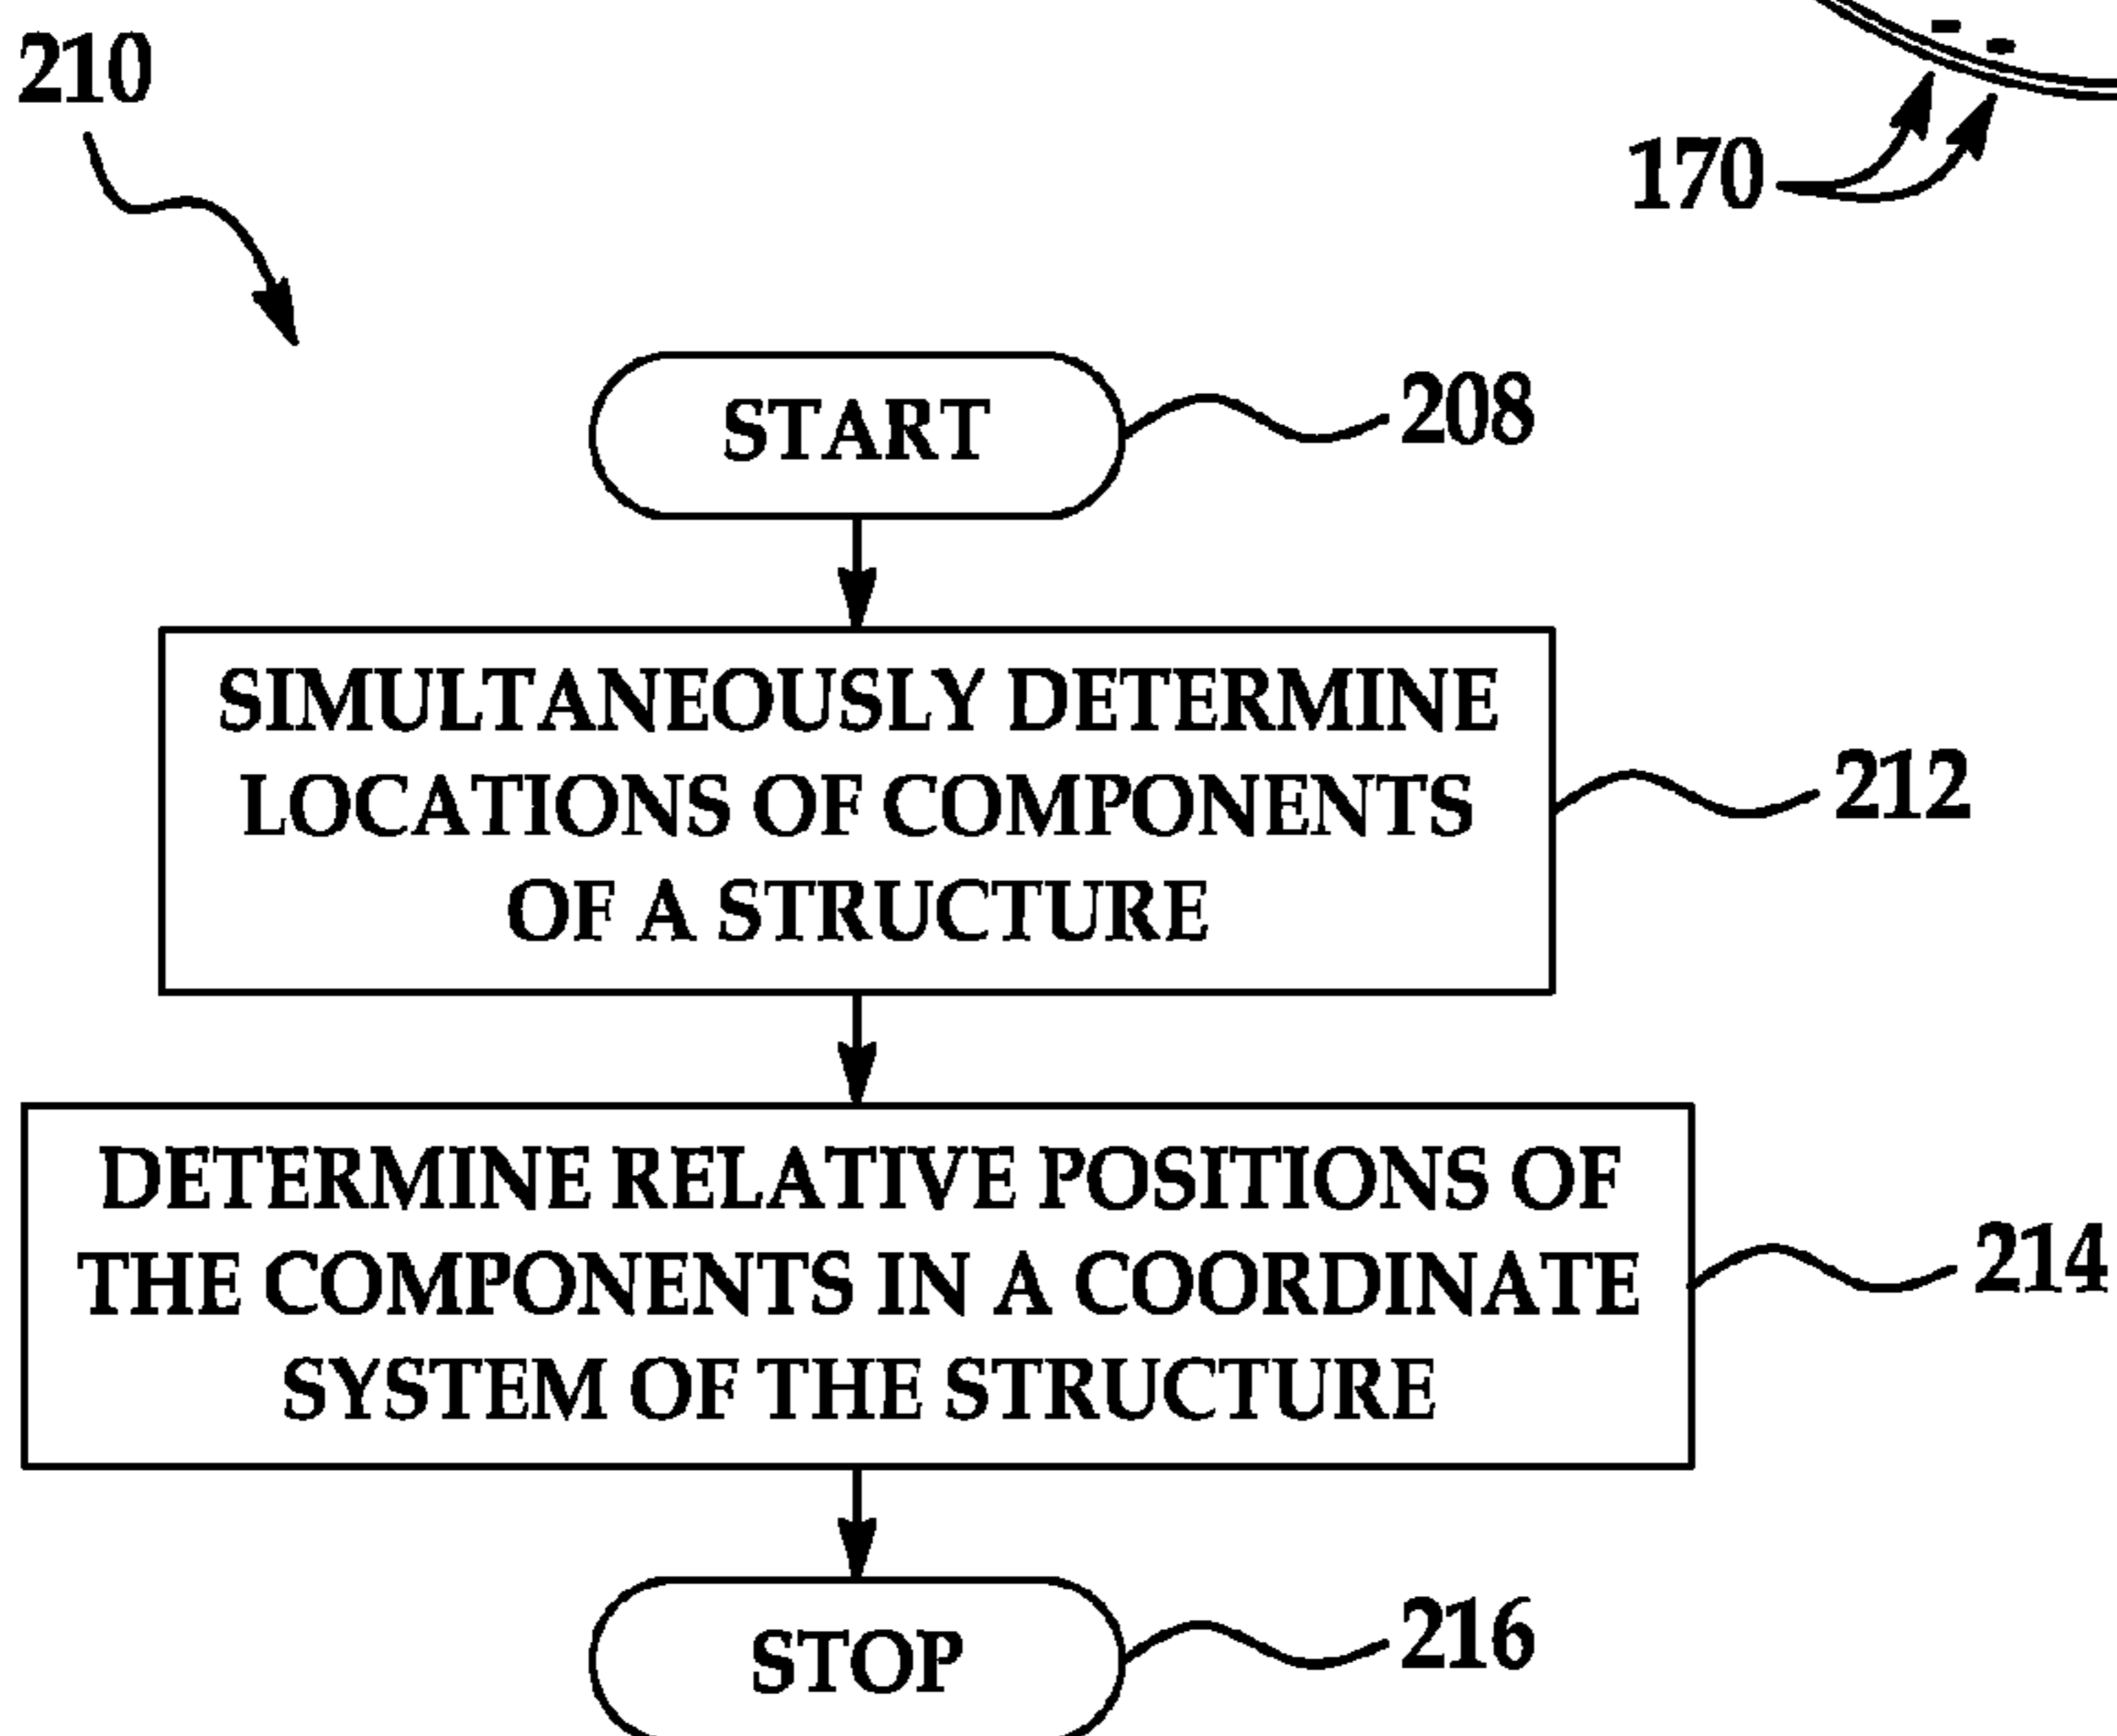 210
170
START
208
SIMULTANEOUSLY DETERMINE
LOCATIONS OF COMPONENTS
OF A STRUCTURE
212
DETERMINE RELATIVE POSITIONS OF
THE COMPONENTS IN A COORDINATE
SYSTEM OF THE STRUCTURE
214
STOP
216